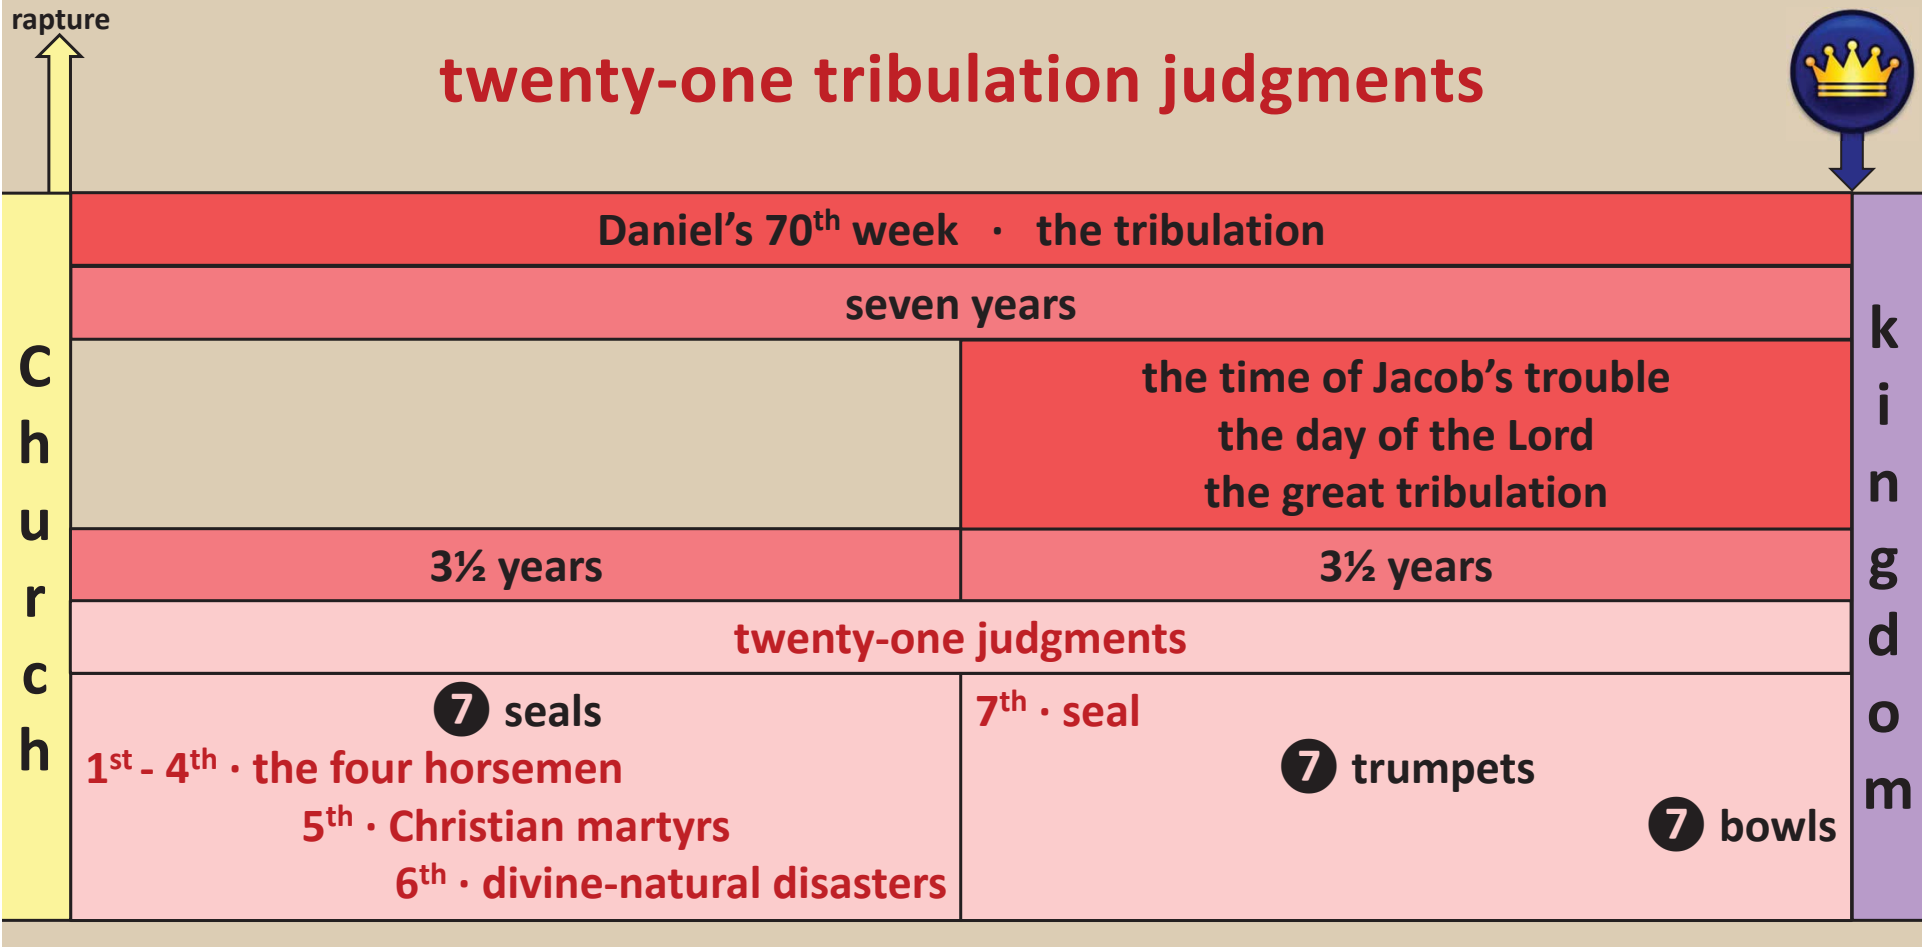 rapture
twenty-one tribulation judgments
Daniel’s 70th week · the tribulation
seven years
the time of Jacob’s trouble
the day of the Lord
the great tribulation
3½ years
3½ years
twenty-one judgments
7 seals
1st - 4th · the four horsemen
5th · Christian martyrs
6th · divine-natural disasters
7th · seal
7 trumpets
7 bowls
Church
kingdom